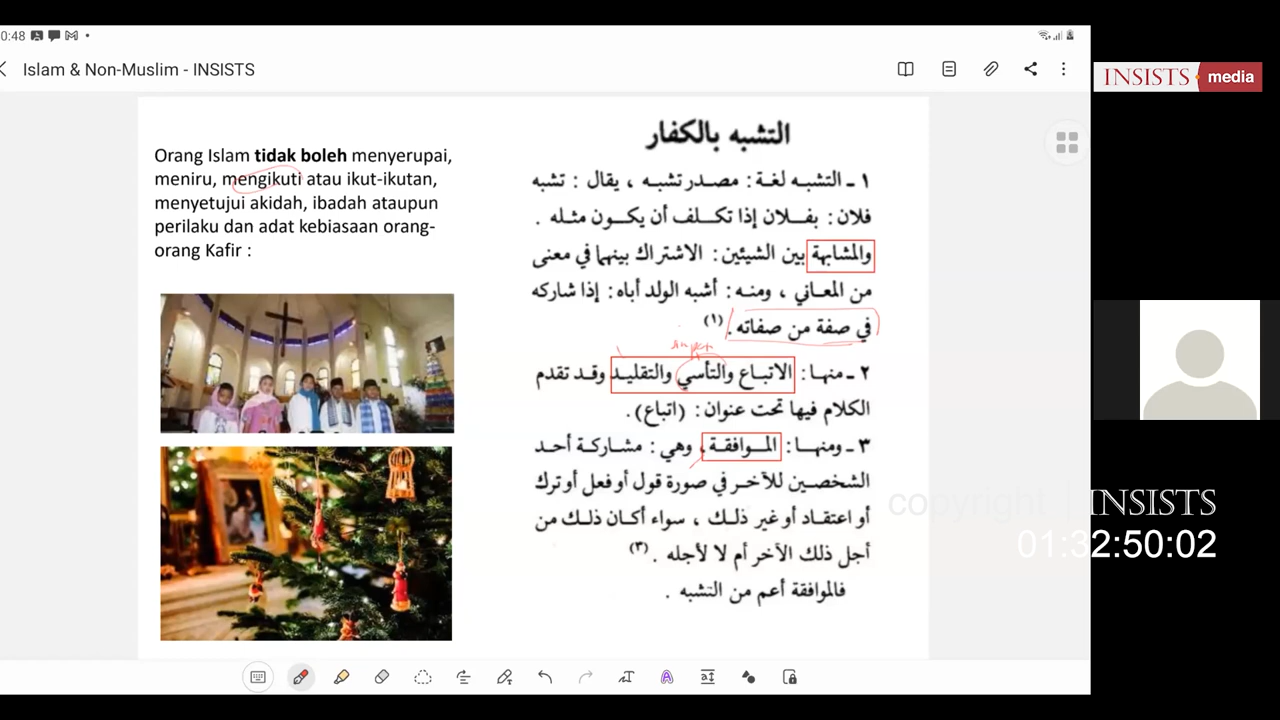 0:48
Islam & Non-Muslim - INSISTS
INSISTS media
Orang Islam tidak boleh menyerupai,
meniru, mengikuti atau ikut-ikutan,
menyetujui akidah, ibadah ataupun
perilaku dan adat kebiasaan orang-
orang Kafir :
التشبه بالكفار
١ ـ التشبه لغة : مصدر تشبه ، يقال : تشبه
فلان : بفلان إذا تكلف أن يكون مثله .
والمشابهة بين الشيئين : الاشتراك بينهما في معنى
من المعاني ، ومنه : أشبه الولد أباه : إذا شاركه
في صفة من صفاته . (١)
٢ ـ منها : الاتباع والتأسي والتقليد وقد تقدم
الكلام فيها تحت عنوان : (اتباع) .
٣ ـ ومنها : الموافقة ، وهي : مشاركة أحد
الشخصين للآخر في صورة قول أو فعل أو ترك
أو اعتقاد أو غير ذلك ، سواء أكان ذلك من
أجل ذلك الآخر أم لا لأجله . (٣)
فالموافقة أعم من التشبه .
copyright | INSISTS
01:32:50:02